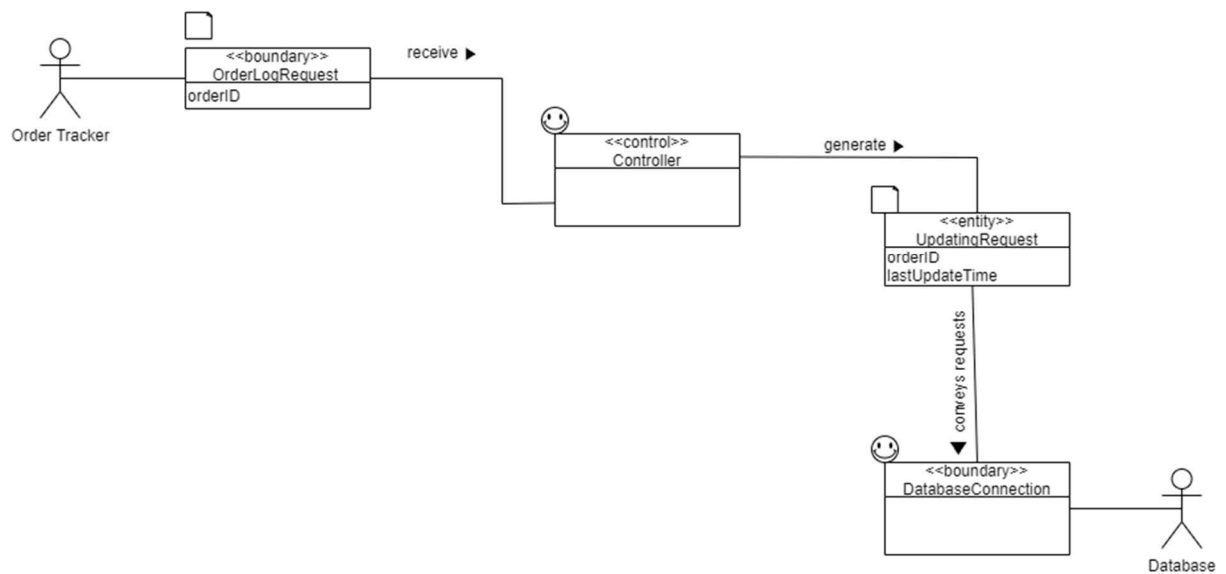 <<boundary>>
OrderLogRequest
orderID
receive ▶
Order Tracker
<<control>>
Controller
generate ▶
<<entity>>
UpdatingRequest
orderID
lastUpdateTime
conveys requests
<<boundary>>
DatabaseConnection
Database